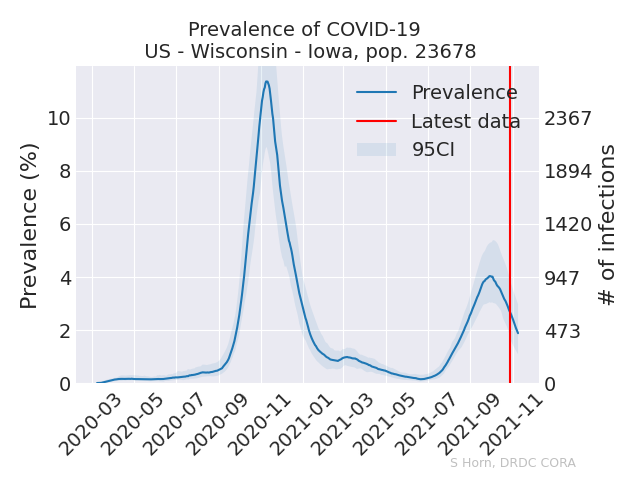 Prevalence of COVID-19
US - Wisconsin - Iowa, pop. 23678
Prevalence
Latest data
95CI
Prevalence (%)
10
8
6
4
2
0
2367
1894
1420
947
473
0
# of infections
2020-03
2020-05
2020-07
2020-09
2020-11
2021-01
2021-03
2021-05
2021-07
2021-09
2021-11
S Horn, DRDC CORA